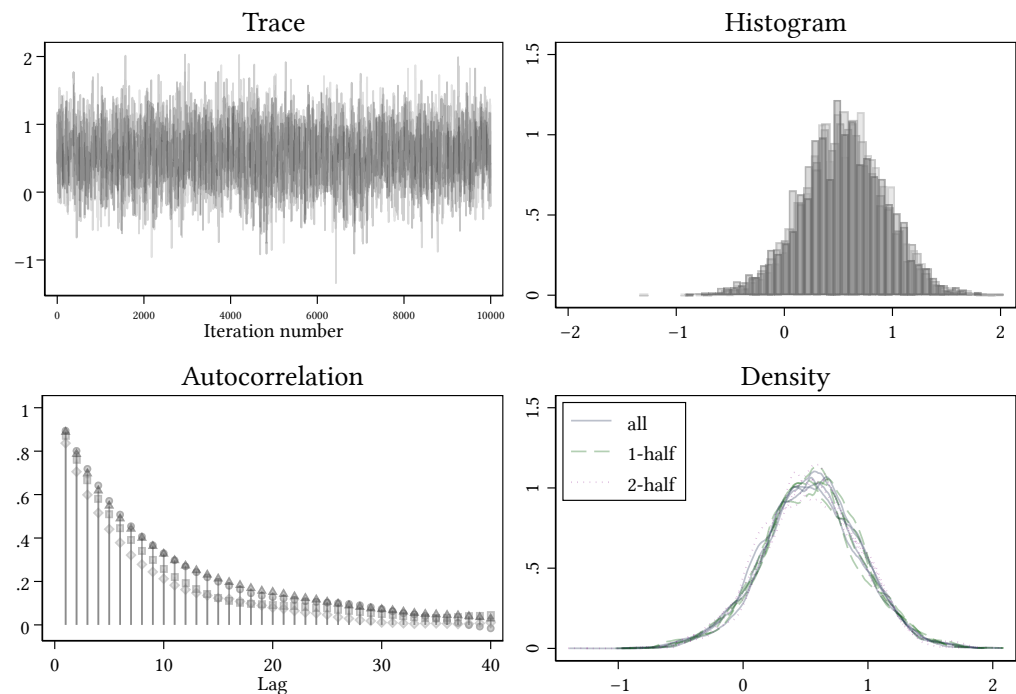 Trace
2
1
0
−1
0 2000 4000 6000 8000 10000
Iteration number
Histogram
1.5
1
.5
0
−2 −1 0 1 2
Autocorrelation
1
.8
.6
.4
.2
0
0 10 20 30 40
Lag
Density
1.5
1
.5
0
all
1-half
2-half
−1 0 1 2